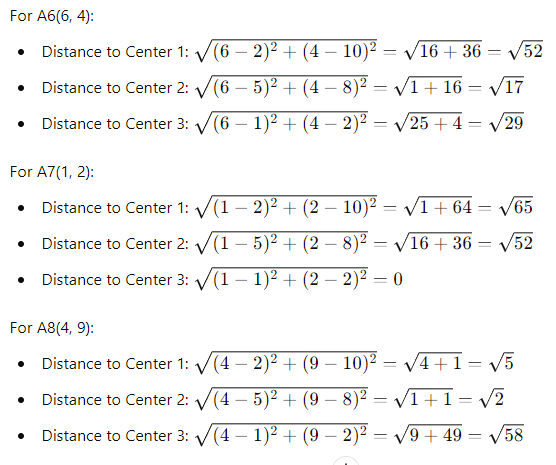 For A6(6, 4):
• Distance to Center 1: √((6 − 2)² + (4 − 10)²) = √(16 + 36) = √52
• Distance to Center 2: √((6 − 5)² + (4 − 8)²) = √(1 + 16) = √17
• Distance to Center 3: √((6 − 1)² + (4 − 2)²) = √(25 + 4) = √29
For A7(1, 2):
• Distance to Center 1: √((1 − 2)² + (2 − 10)²) = √(1 + 64) = √65
• Distance to Center 2: √((1 − 5)² + (2 − 8)²) = √(16 + 36) = √52
• Distance to Center 3: √((1 − 1)² + (2 − 2)²) = 0
For A8(4, 9):
• Distance to Center 1: √((4 − 2)² + (9 − 10)²) = √(4 + 1) = √5
• Distance to Center 2: √((4 − 5)² + (9 − 8)²) = √(1 + 1) = √2
• Distance to Center 3: √((4 − 1)² + (9 − 2)²) = √(9 + 49) = √58